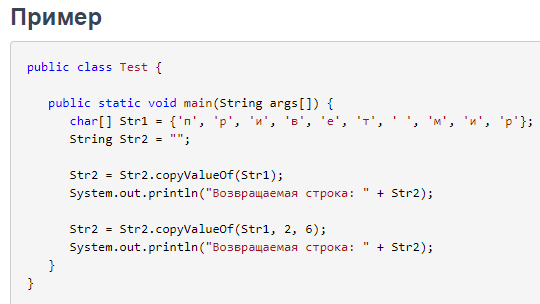 Пример
public class Test {
public static void main(String args[]) {
char[] Str1 = {'п', 'р', 'и', 'в', 'е', 'т', ' ', 'м', 'и', 'р'};
String Str2 = "";
Str2 = Str2.copyValueOf(Str1);
System.out.println("Возвращаемая строка: " + Str2);
Str2 = Str2.copyValueOf(Str1, 2, 6);
System.out.println("Возвращаемая строка: " + Str2);
}
}